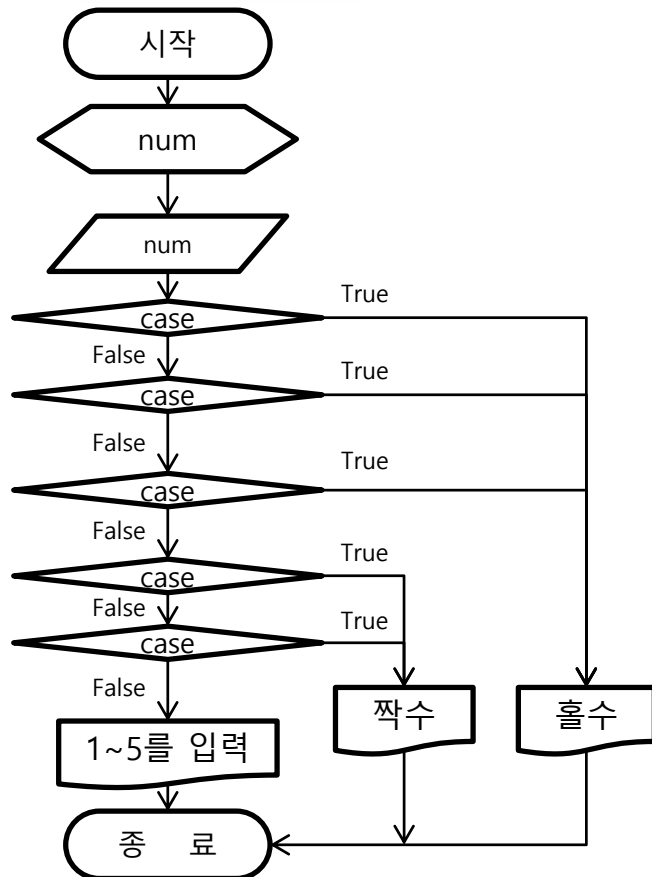 시작
num
num
True
case
False
True
case
False
True
case
False
True
case
False
True
case
False
짝수
홀수
1~5를 입력
종 료